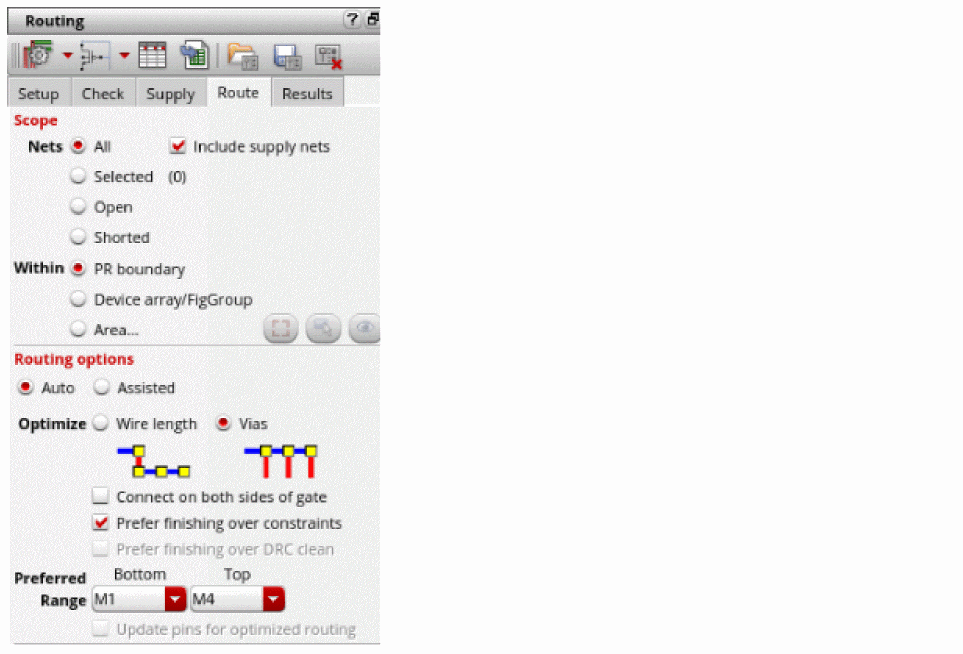 Routing ?
Setup Check Supply Route Results
Scope
Nets All Include supply nets
Selected (0)
Open
Shorted
Within PR boundary
Device array/FigGroup
Area...
Routing options
Auto Assisted
Optimize Wire length Vias
Connect on both sides of gate
Prefer finishing over constraints
Prefer finishing over DRC clean
Preferred Bottom Top
Range M1 M4
Update pins for optimized routing